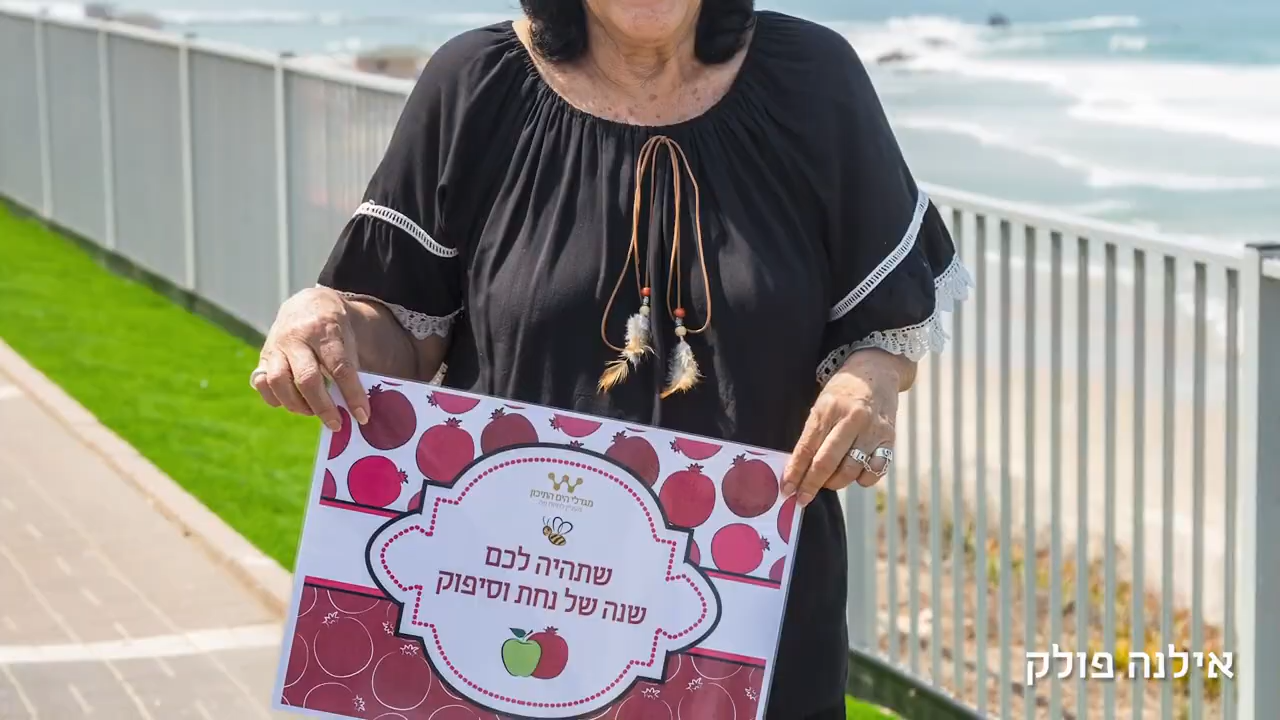 מגדלי הים התיכון
שתהיה לכם
שנה של נחת וסיפוק
אילנה פולק